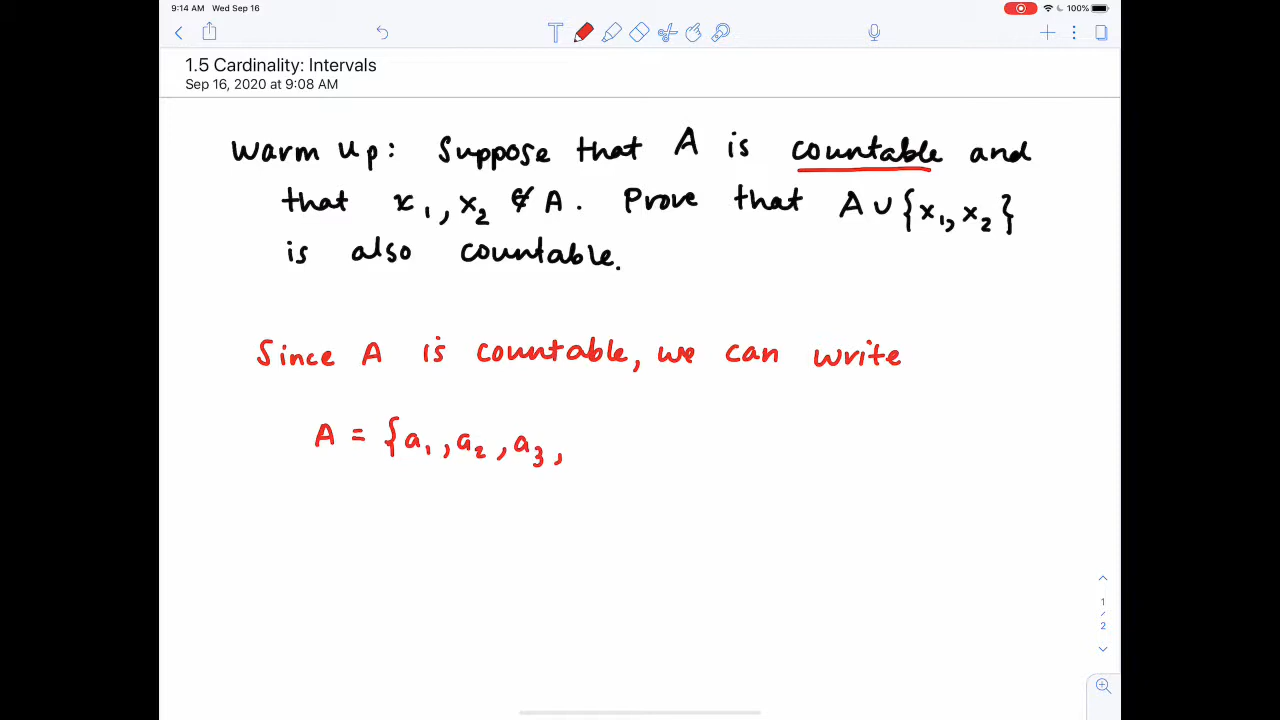 9:14 AM Wed Sep 16
100%
T
1.5 Cardinality: Intervals
Sep 16, 2020 at 9:08 AM
Warm Up: Suppose that A is countable and
that x₁, x₂ ∉ A. Prove that A ∪ {x₁, x₂}
is also countable.
Since A is countable, we can write
A = {a₁, a₂, a₃,
1
/
2